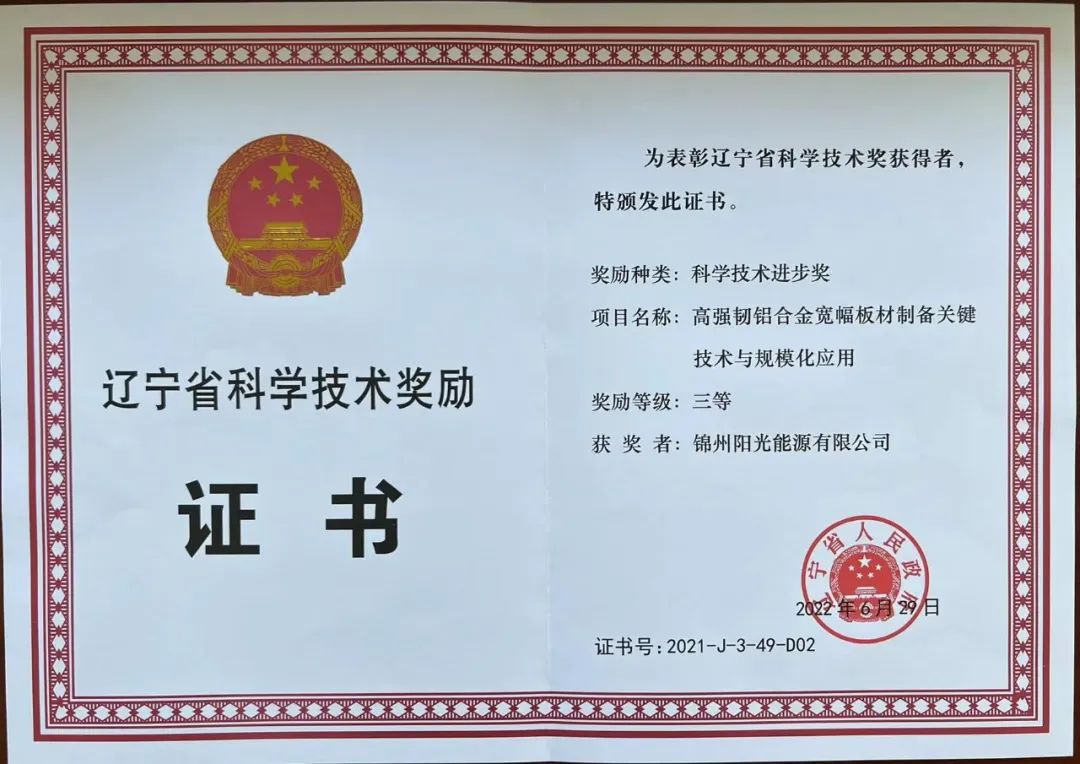 辽宁省科学技术奖励
证书
为表彰辽宁省科学技术奖获得者，
特颁发此证书。
奖励种类：科学技术进步奖
项目名称：高强韧铝合金宽幅板材制备关键
技术与规模化应用
奖励等级：三等
获奖者：锦州阳光能源有限公司
辽宁省人民政府
2022年6月29日
证书号：2021-J-3-49-D02